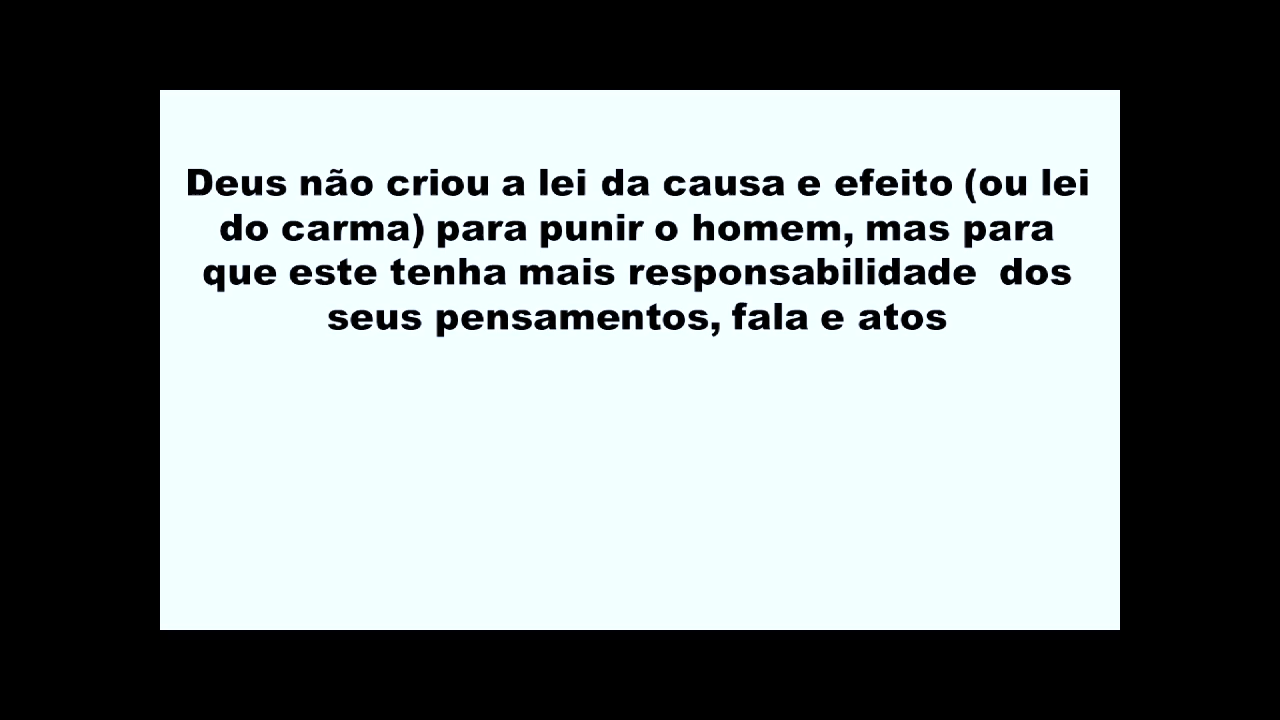 Deus não criou a lei da causa e efeito (ou lei
do carma) para punir o homem, mas para
que este tenha mais responsabilidade  dos
seus pensamentos, fala e atos